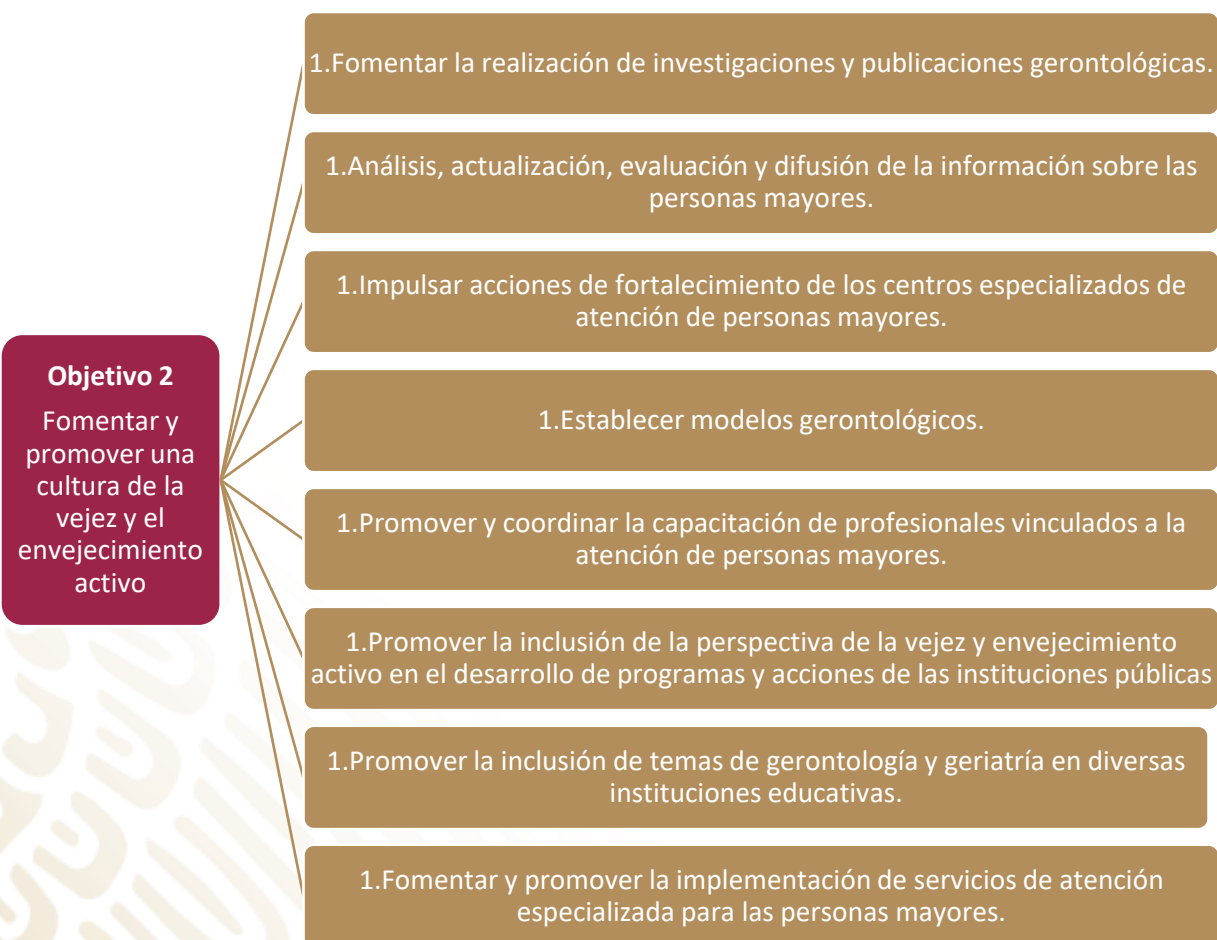 Objetivo 2
Fomentar y
promover una
cultura de la
vejez y el
envejecimiento
activo
1.Fomentar la realización de investigaciones y publicaciones gerontológicas.
1.Análisis, actualización, evaluación y difusión de la información sobre las
personas mayores.
1.Impulsar acciones de fortalecimiento de los centros especializados de
atención de personas mayores.
1.Establecer modelos gerontológicos.
1.Promover y coordinar la capacitación de profesionales vinculados a la
atención de personas mayores.
1.Promover la inclusión de la perspectiva de la vejez y envejecimiento
activo en el desarrollo de programas y acciones de las instituciones públicas
1.Promover la inclusión de temas de gerontología y geriatría en diversas
instituciones educativas.
1.Fomentar y promover la implementación de servicios de atención
especializada para las personas mayores.